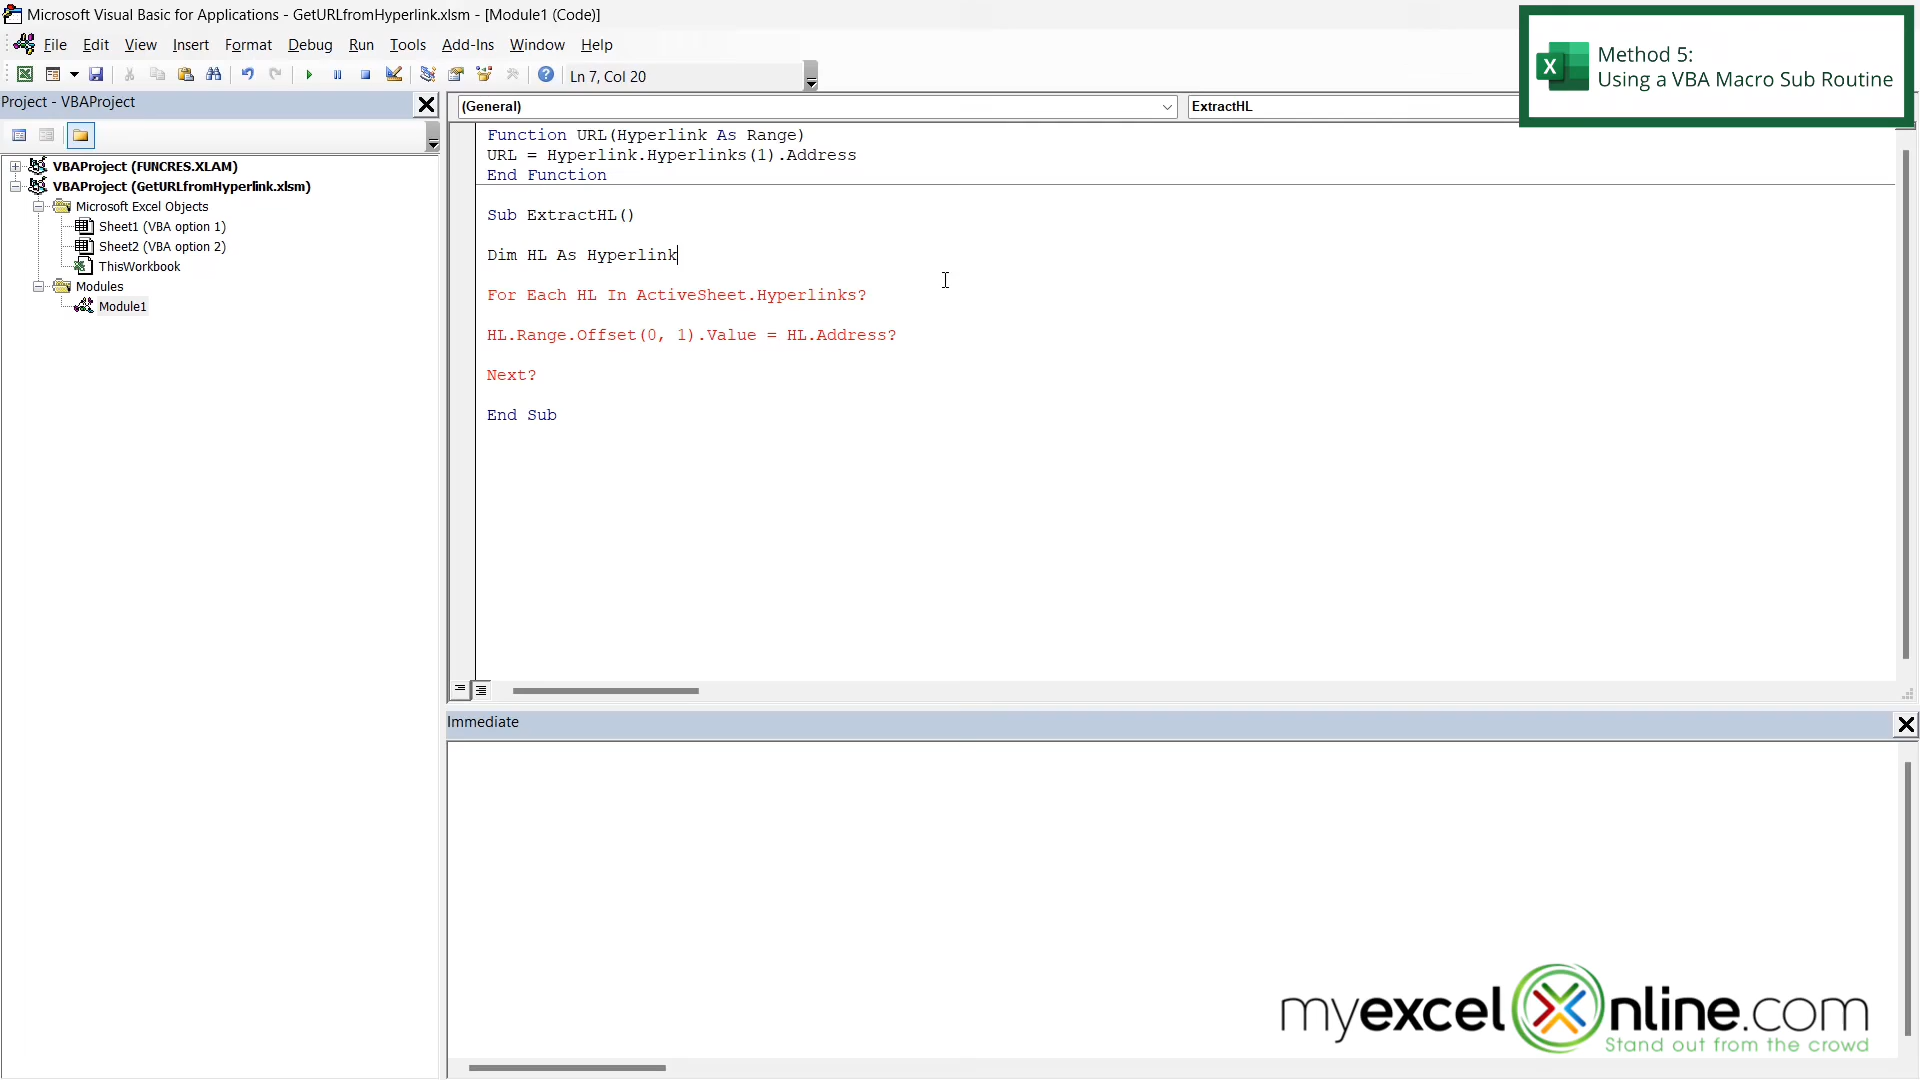 Microsoft Visual Basic for Applications - GetURLfromHyperlink.xlsm - [Module1 (Code)]
File Edit View Insert Format Debug Run Tools Add-Ins Window Help
Ln 7, Col 20
Method 5:
Using a VBA Macro Sub Routine
Project - VBAProject
VBAProject (FUNCRES.XLAM)
VBAProject (GetURLfromHyperlink.xlsm)
Microsoft Excel Objects
Sheet1 (VBA option 1)
Sheet2 (VBA option 2)
ThisWorkbook
Modules
Module1
(General) ExtractHL
Function URL(Hyperlink As Range)
URL = Hyperlink.Hyperlinks(1).Address
End Function
Sub ExtractHL()
Dim HL As Hyperlink
For Each HL In ActiveSheet.Hyperlinks?
HL.Range.Offset(0, 1).Value = HL.Address?
Next?
End Sub
Immediate
myexcelOnline.com
Stand out from the crowd